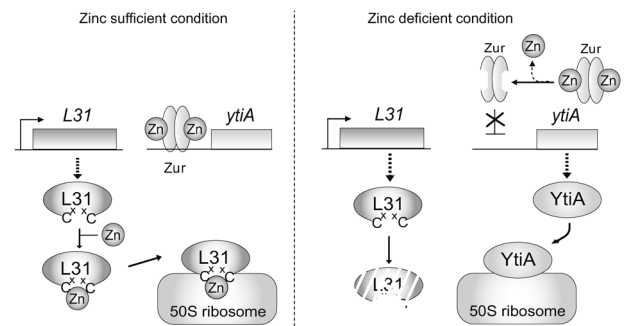 Zinc sufficient condition
L31
Zn
Zn
ytiA
Zur
L31
C x x C
Zn
L31
C x x C
Zn
L31
C x x C
Zn
50S ribosome
Zinc deficient condition
Zur
Zn
Zur
Zn
Zn
L31
ytiA
L31
C x x C
YtiA
L31
YtiA
50S ribosome